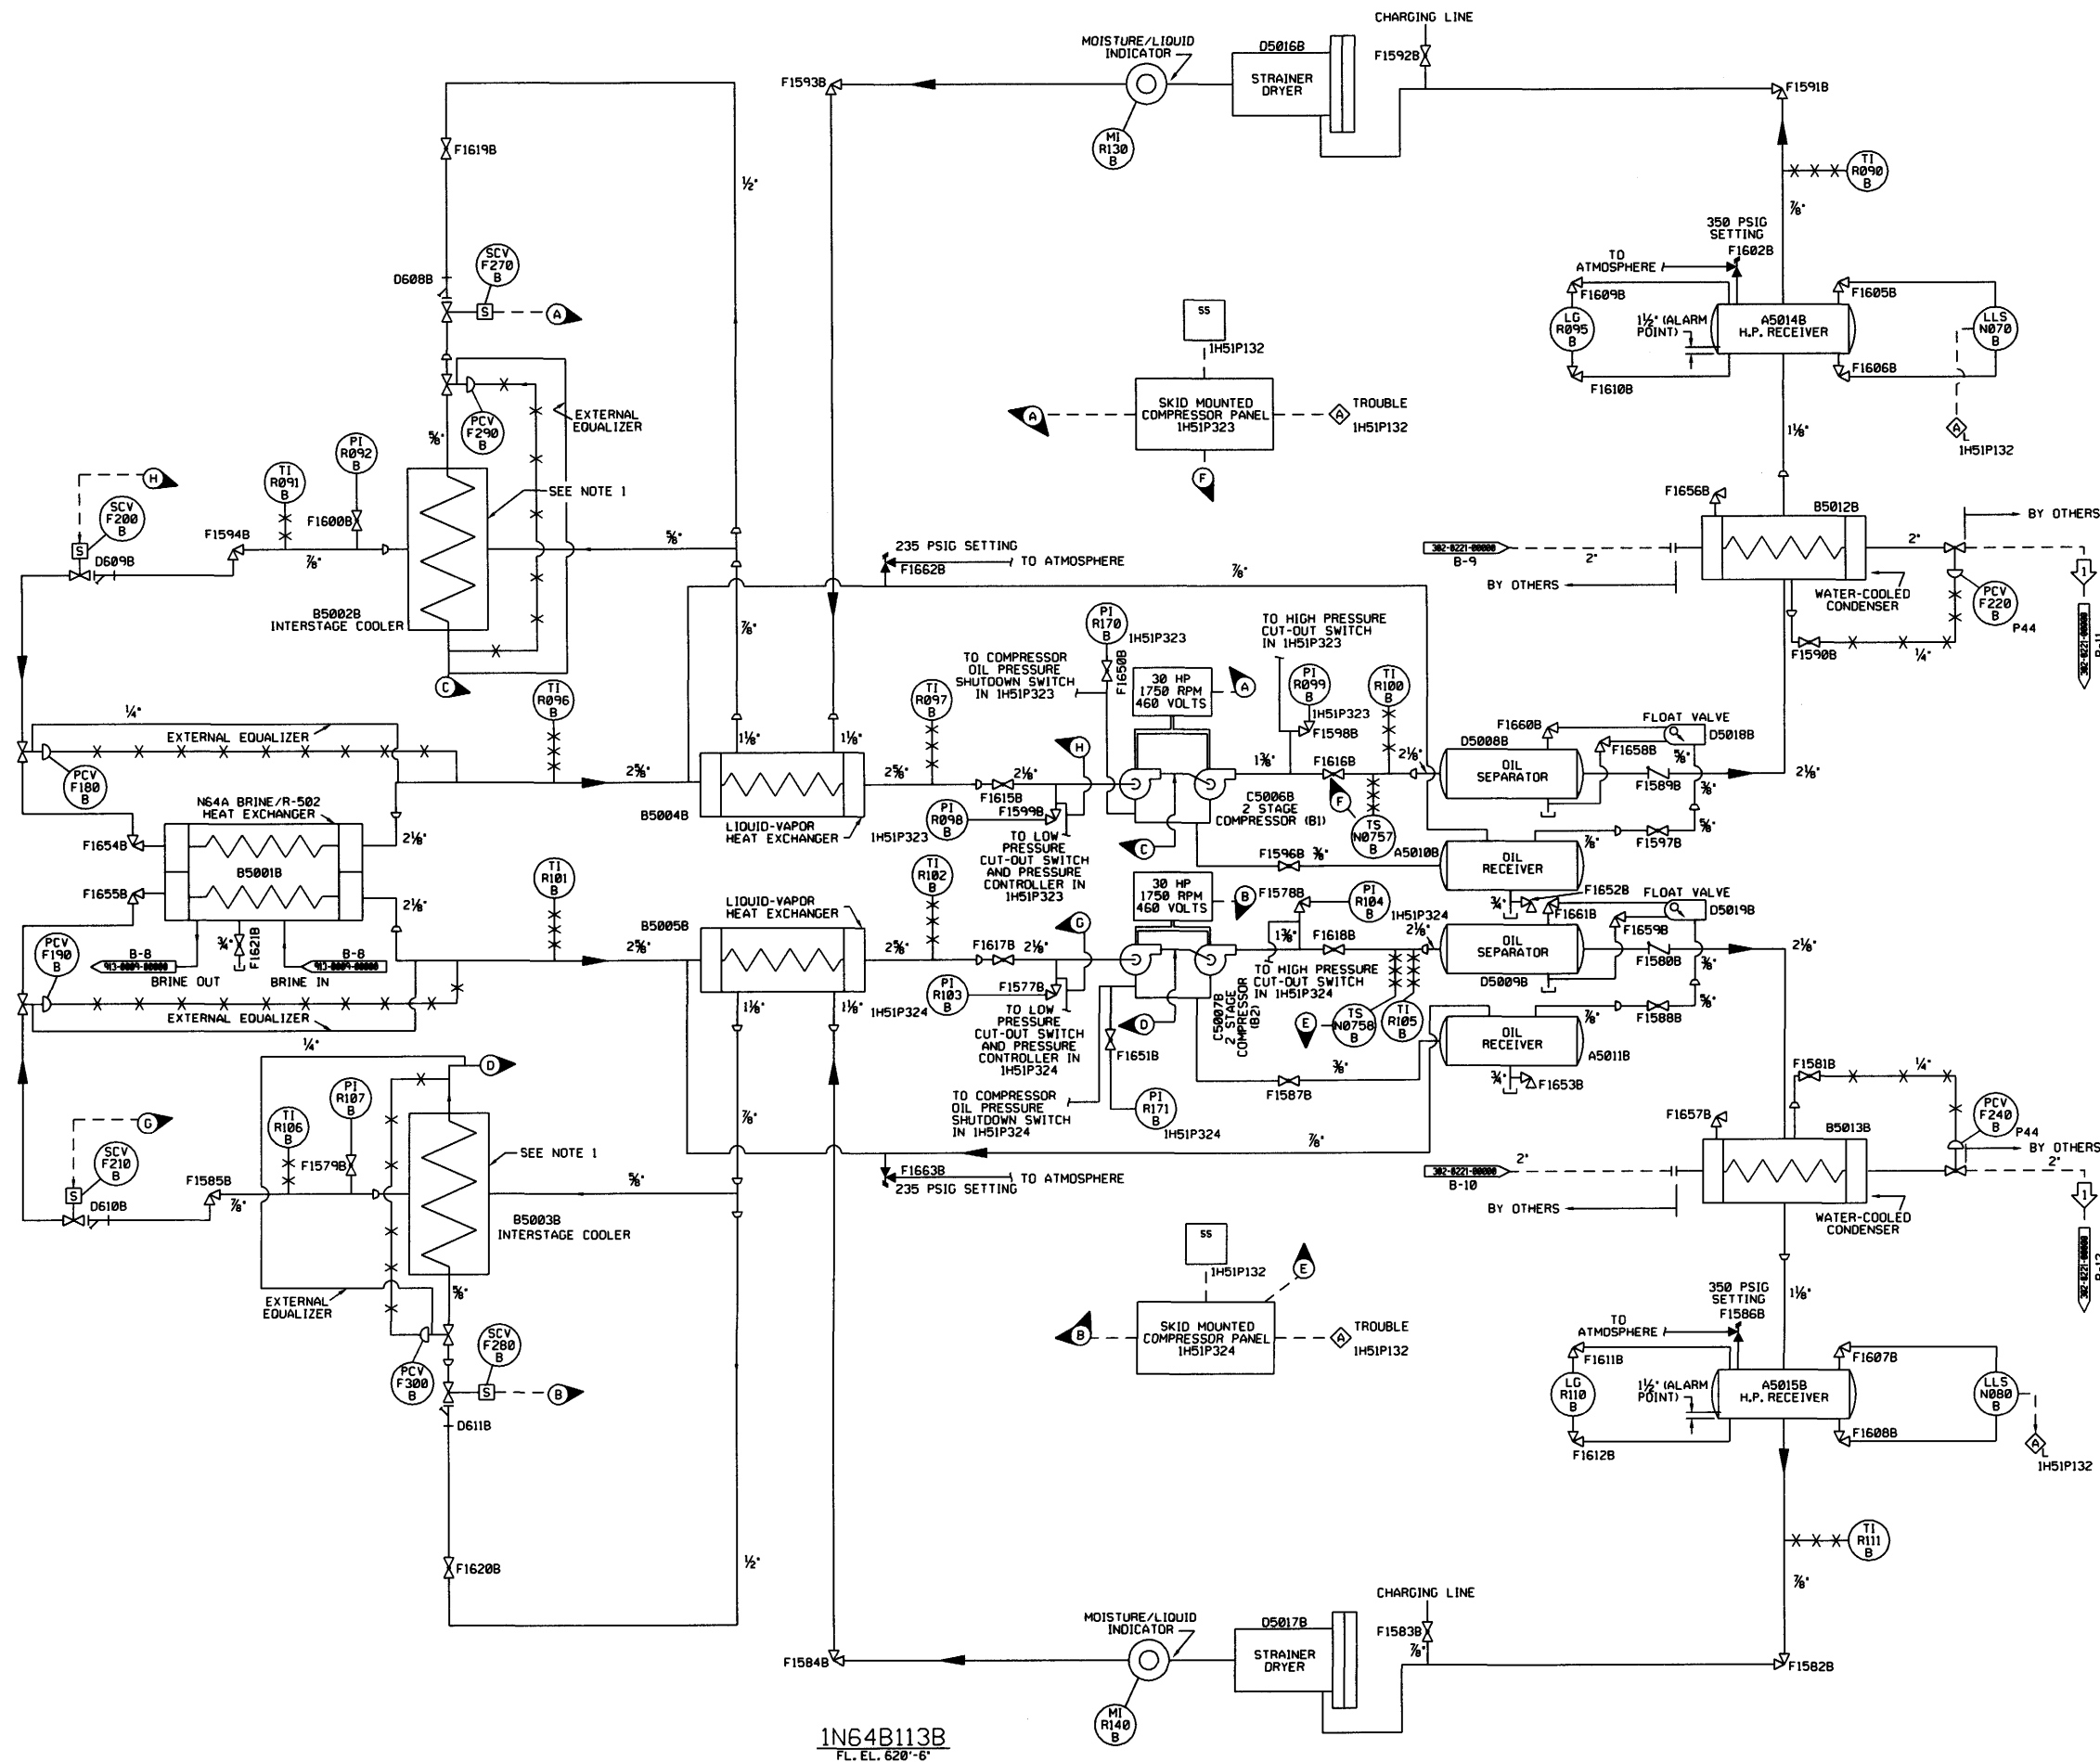 CHARGING LINE
MOISTURE/LIQUID
INDICATOR
D5016B
F1592B
F1593B
STRAINER
DRYER
F1591B
MI
R130
B
F1619B
½"
TI
R090
B
⅞"
350 PSIG
SETTING
F1602B
TO
ATMOSPHERE
SCV
F270
B
D608B
S
A
F1609B
F1605B
LG
R095
B
1½" (ALARM
POINT)
A5014B
H.P. RECEIVER
LLS
N070
B
F1610B
F1606B
SS
1H51P132
SKID MOUNTED
COMPRESSOR PANEL
1H51P323
A
A
TROUBLE
1H51P132
F
1⅛"
A
L
1H51P132
EXTERNAL
EQUALIZER
PCV
F290
B
⅝"
PI
R092
B
TI
R091
B
H
SCV
F200
B
S
F1594B
F1600B
SEE NOTE 1
D609B
⅞"
⅝"
B5002B
INTERSTAGE COOLER
C
235 PSIG SETTING
F1662B
TO ATMOSPHERE
⅞"
F1656B
B5012B
BY OTHERS
2"
302-0221-00000
B-9
2"
BY OTHERS
WATER-COOLED
CONDENSER
PCV
F220
B
P44
F1590B
¼"
1
302-0221-00000
B-11
⅞"
PI
R170
B
1H51P323
F1650B
TO COMPRESSOR
OIL PRESSURE
SHUTDOWN SWITCH
IN 1H51P323
30 HP
1750 RPM
460 VOLTS
A
TO HIGH PRESSURE
CUT-OUT SWITCH
IN 1H51P323
PI
R099
B
1H51P323
F1598B
TI
R100
B
¼"
EXTERNAL EQUALIZER
TI
R096
B
1⅛"
1⅛"
TI
R097
B
H
PCV
F180
B
2⅝"
B5004B
LIQUID-VAPOR
HEAT EXCHANGER
2⅝"
2⅛"
F1615B
F1599B
PI
R098
B
1H51P323
TO LOW
PRESSURE
CUT-OUT SWITCH
AND PRESSURE
CONTROLLER IN
1H51P323
C
C5006B
2 STAGE
COMPRESSOR (B1)
1⅜"
F1616B
F
TS
N0757
B
2⅛"
D5008B
OIL
SEPARATOR
F1660B
F1658B
FLOAT VALVE
D5018B
⅝"
F1589B
2⅛"
⅜"
⅝"
F1597B
⅞"
A5010B
OIL
RECEIVER
F1596B
⅜"
¾"
F1652B
N64A BRINE/R-502
HEAT EXCHANGER
F1654B
B5001B
F1655B
2⅛"
2⅛"
¾"
F1621B
B-8
913-0009-00000
BRINE OUT
B-8
913-0009-00000
BRINE IN
PCV
F190
B
EXTERNAL EQUALIZER
¼"
TI
R101
B
2⅝"
B5005B
LIQUID-VAPOR
HEAT EXCHANGER
TI
R102
B
2⅝"
F1617B
2⅛"
G
PI
R103
B
1H51P324
F1577B
TO LOW
PRESSURE
CUT-OUT SWITCH
AND PRESSURE
CONTROLLER IN
1H51P324
30 HP
1750 RPM
460 VOLTS
B
F1578B
PI
R104
B
1H51P324
1⅜"
F1618B
2⅛"
TO HIGH PRESSURE
CUT-OUT SWITCH
IN 1H51P324
D
C5007B
2 STAGE
COMPRESSOR
(B2)
E
TS
N0758
B
TI
R105
B
OIL
SEPARATOR
D5009B
F1661B
F1659B
FLOAT VALVE
D5019B
F1580B
2⅛"
⅜"
⅝"
F1588B
⅞"
OIL
RECEIVER
A5011B
¾"
F1653B
F1651B
⅜"
F1587B
TO COMPRESSOR
OIL PRESSURE
SHUTDOWN SWITCH
IN 1H51P324
PI
R171
B
1H51P324
1⅛"
1⅛"
⅞"
⅞"
F1663B
235 PSIG SETTING
TO ATMOSPHERE
D
PI
R107
B
TI
R106
B
G
SCV
F210
B
S
F1585B
F1579B
D610B
⅞"
SEE NOTE 1
⅝"
B5003B
INTERSTAGE COOLER
EXTERNAL
EQUALIZER
⅝"
PCV
F300
B
SCV
F280
B
S
B
D611B
F1620B
½"
F1581B
¼"
PCV
F240
B
P44
F1657B
B5013B
BY OTHERS
2"
302-0221-00000
B-10
2"
BY OTHERS
WATER-COOLED
CONDENSER
1
302-0221-00000
B-12
1⅛"
SS
1H51P132
E
SKID MOUNTED
COMPRESSOR PANEL
1H51P324
B
A
TROUBLE
1H51P132
350 PSIG
SETTING
F1586B
TO
ATMOSPHERE
F1611B
F1607B
LG
R110
B
1½" (ALARM
POINT)
A5015B
H.P. RECEIVER
LLS
N080
B
F1612B
F1608B
A
L
1H51P132
TI
R111
B
⅞"
CHARGING LINE
F1583B
⅞"
MOISTURE/LIQUID
INDICATOR
D5017B
STRAINER
DRYER
F1584B
F1582B
MI
R140
B
1N64B113B
FL. EL. 620'-6"